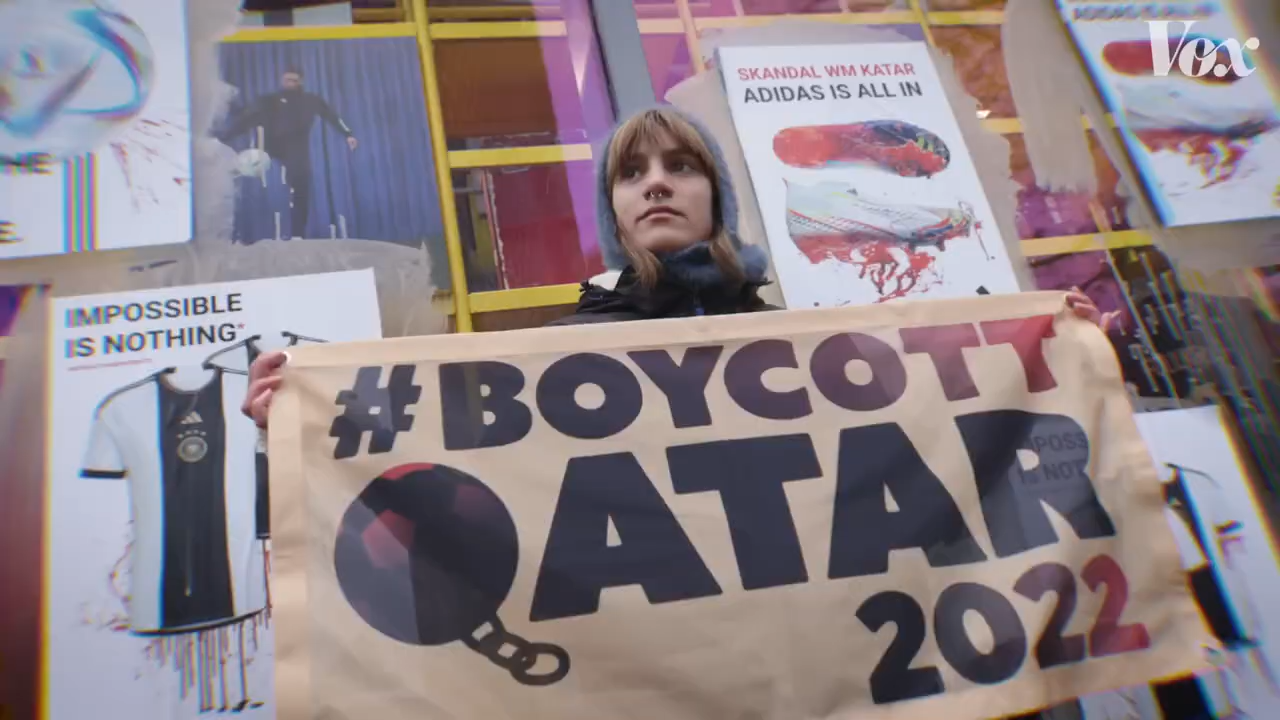 Vox
SKANDAL WM KATAR
ADIDAS IS ALL IN
IMPOSSIBLE
IS NOTHING*
#BOYCOTT
QATAR
2022